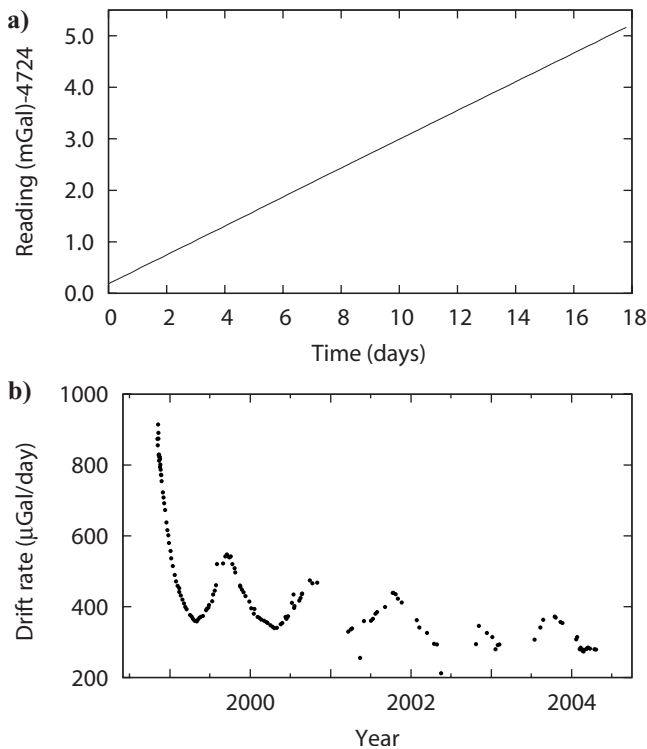 a)
5.0
4.0
3.0
2.0
1.0
0.0
Reading (mGal)-4724
0 2 4 6 8 10 12 14 16 18
Time (days)
b)
1000
800
600
400
200
Drift rate (μGal/day)
2000 2002 2004
Year